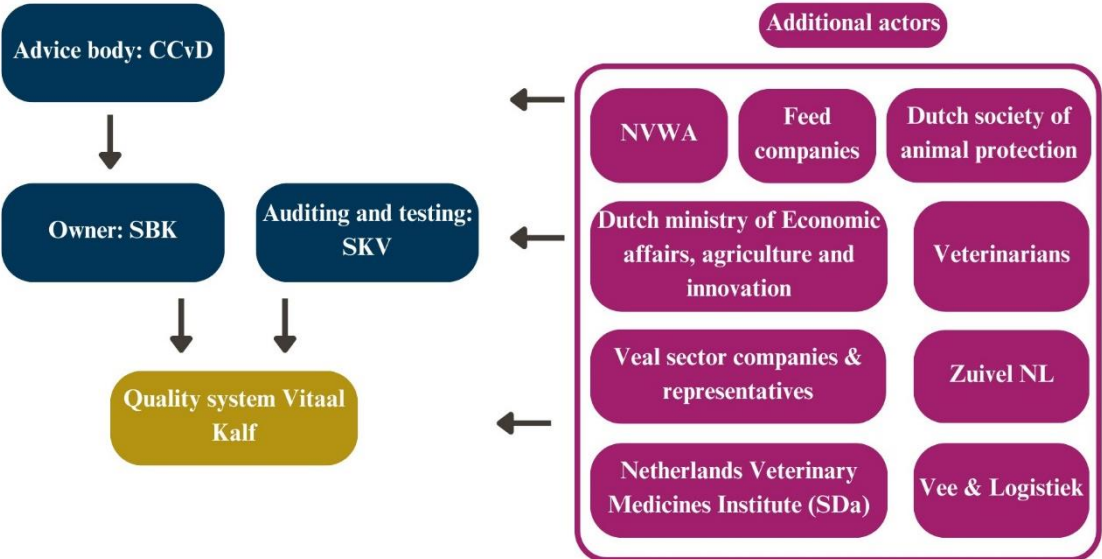 Advice body: CCvD
Owner: SBK
Auditing and testing:
SKV
Quality system Vitaal
Kalf
Additional actors
NVWA
Feed
companies
Dutch society of
animal protection
Dutch ministry of Economic
affairs, agriculture and
innovation
Veterinarians
Veal sector companies &
representatives
Zuivel NL
Netherlands Veterinary
Medicines Institute (SDa)
Vee & Logistiek